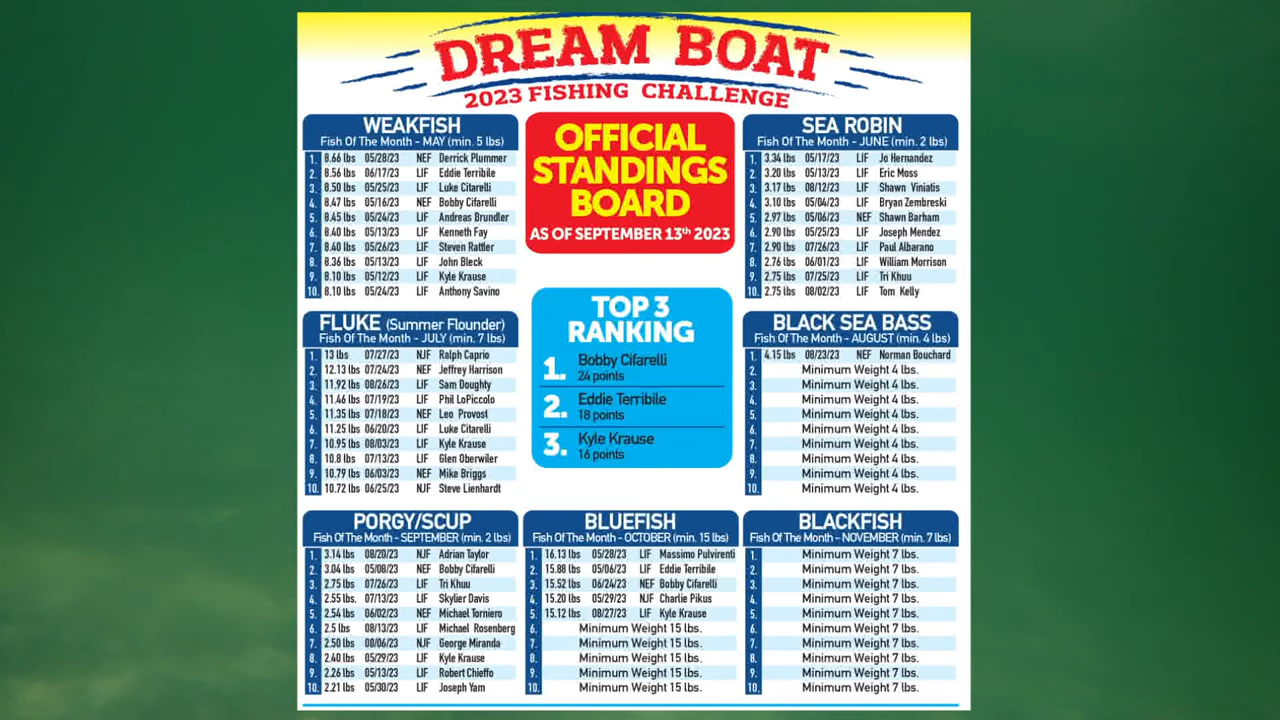 DREAM BOAT
2023 FISHING CHALLENGE
WEAKFISH
Fish Of The Month - MAY (min. 5 lbs)
1. 8.66 lbs 05/28/23 NEF Derrick Plummer
2. 8.56 lbs 06/17/23 LIF Eddie Terribile
3. 8.50 lbs 05/25/23 LIF Luke Citarelli
4. 8.47 lbs 05/16/23 NEF Bobby Cifarelli
5. 8.45 lbs 05/24/23 LIF Andreas Brundler
6. 8.40 lbs 05/13/23 LIF Kenneth Fay
7. 8.40 lbs 05/26/23 LIF Steven Rattler
8. 8.36 lbs 05/13/23 LIF John Bleck
9. 8.10 lbs 05/12/23 LIF Kyle Krause
10. 8.10 lbs 05/24/23 LIF Anthony Savino
OFFICIAL
STANDINGS
BOARD
AS OF SEPTEMBER 13th 2023
SEA ROBIN
Fish Of The Month - JUNE (min. 2 lbs)
1. 3.34 lbs 05/17/23 LIF Jo Hernandez
2. 3.20 lbs 05/13/23 LIF Eric Moss
3. 3.17 lbs 08/12/23 LIF Shawn Viniatis
4. 3.10 lbs 05/04/23 LIF Bryan Zembreski
5. 2.97 lbs 05/06/23 NEF Shawn Barham
6. 2.90 lbs 05/25/23 LIF Joseph Mendez
7. 2.90 lbs 07/26/23 LIF Paul Albarano
8. 2.76 lbs 06/01/23 LIF William Morrison
9. 2.75 lbs 07/25/23 LIF Tri Khuu
10. 2.75 lbs 08/02/23 LIF Tom Kelly
FLUKE (Summer Flounder)
Fish Of The Month - JULY (min. 7 lbs)
1. 13 lbs 07/27/23 NJF Ralph Caprio
2. 12.13 lbs 07/24/23 NEF Jeffrey Harrison
3. 11.92 lbs 08/26/23 LIF Sam Doughty
4. 11.46 lbs 07/19/23 LIF Phil LoPiccolo
5. 11.35 lbs 07/18/23 NEF Leo Provost
6. 11.25 lbs 06/20/23 LIF Luke Citarelli
7. 10.95 lbs 08/03/23 LIF Kyle Krause
8. 10.8 lbs 07/13/23 LIF Glen Oberwiler
9. 10.79 lbs 06/03/23 NEF Mike Briggs
10. 10.72 lbs 06/25/23 NJF Steve Lienhardt
TOP 3
RANKING
1. Bobby Cifarelli
24 points
2. Eddie Terribile
18 points
3. Kyle Krause
16 points
BLACK SEA BASS
Fish Of The Month - AUGUST (min. 4 lbs)
1. 4.15 lbs 08/23/23 NEF Norman Bouchard
2. Minimum Weight 4 lbs.
3. Minimum Weight 4 lbs.
4. Minimum Weight 4 lbs.
5. Minimum Weight 4 lbs.
6. Minimum Weight 4 lbs.
7. Minimum Weight 4 lbs.
8. Minimum Weight 4 lbs.
9. Minimum Weight 4 lbs.
10. Minimum Weight 4 lbs.
PORGY/SCUP
Fish Of The Month - SEPTEMBER (min. 2 lbs)
1. 3.14 lbs 08/20/23 NJF Adrian Taylor
2. 3.04 lbs 05/08/23 NEF Bobby Cifarelli
3. 2.75 lbs 07/26/23 LIF Tri Khuu
4. 2.55 lbs. 07/13/23 LIF Skylier Davis
5. 2.54 lbs 06/02/23 NEF Michael Torniero
6. 2.5 lbs 08/13/23 LIF Michael Rosenberg
7. 2.50 lbs 08/06/23 NJF George Miranda
8. 2.40 lbs 05/29/23 LIF Kyle Krause
9. 2.26 lbs 05/13/23 LIF Robert Chieffo
10. 2.21 lbs 05/30/23 LIF Joseph Yam
BLUEFISH
Fish Of The Month - OCTOBER (min. 15 lbs)
1. 16.13 lbs 05/28/23 LIF Massimo Pulvirenti
2. 15.88 lbs 05/06/23 LIF Eddie Terribile
3. 15.52 lbs 06/24/23 NEF Bobby Cifarelli
4. 15.20 lbs 05/29/23 NJF Charlie Pikus
5. 15.12 lbs 08/27/23 LIF Kyle Krause
6. Minimum Weight 15 lbs.
7. Minimum Weight 15 lbs.
8. Minimum Weight 15 lbs.
9. Minimum Weight 15 lbs.
10. Minimum Weight 15 lbs.
BLACKFISH
Fish Of The Month - NOVEMBER (min. 7 lbs)
1. Minimum Weight 7 lbs.
2. Minimum Weight 7 lbs.
3. Minimum Weight 7 lbs.
4. Minimum Weight 7 lbs.
5. Minimum Weight 7 lbs.
6. Minimum Weight 7 lbs.
7. Minimum Weight 7 lbs.
8. Minimum Weight 7 lbs.
9. Minimum Weight 7 lbs.
10. Minimum Weight 7 lbs.